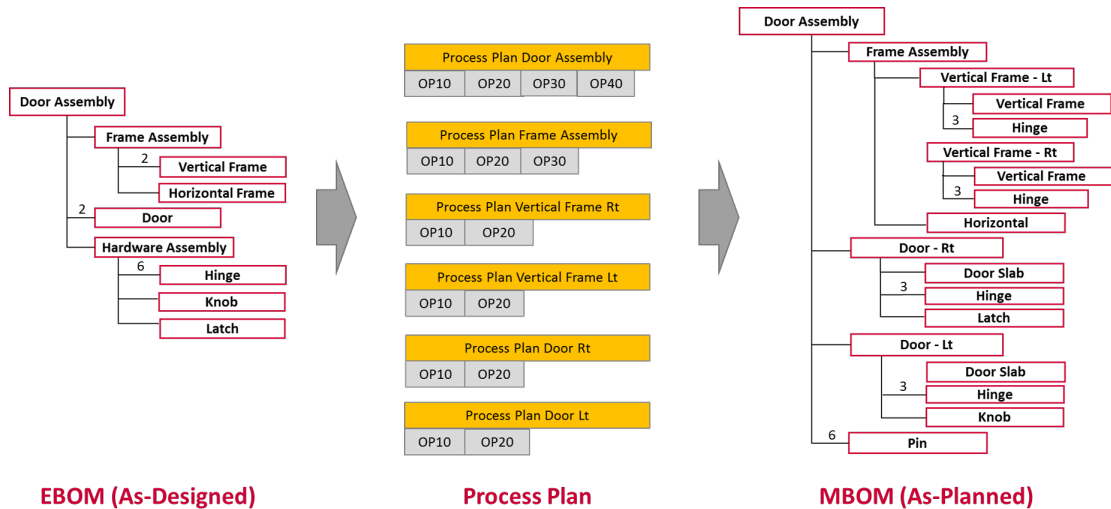 Door Assembly
Frame Assembly
2
Vertical Frame
Horizontal Frame
2
Door
Hardware Assembly
6
Hinge
Knob
Latch
EBOM (As-Designed)
Process Plan Door Assembly
OP10 OP20 OP30 OP40
Process Plan Frame Assembly
OP10 OP20 OP30
Process Plan Vertical Frame Rt
OP10 OP20
Process Plan Vertical Frame Lt
OP10 OP20
Process Plan Door Rt
OP10 OP20
Process Plan Door Lt
OP10 OP20
Process Plan
Door Assembly
Frame Assembly
Vertical Frame - Lt
Vertical Frame
3
Hinge
Vertical Frame - Rt
Vertical Frame
3
Hinge
Horizontal
Door - Rt
Door Slab
3
Hinge
Latch
Door - Lt
Door Slab
3
Hinge
Knob
6
Pin
MBOM (As-Planned)